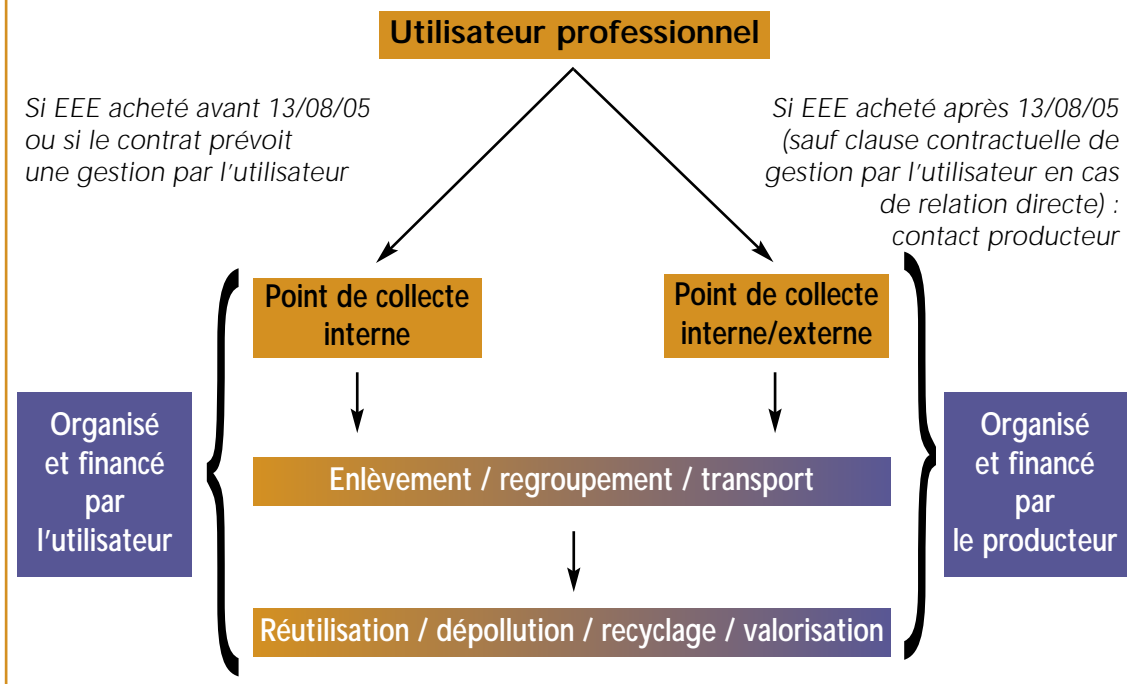 Utilisateur professionnel
Si EEE acheté avant 13/08/05
ou si le contrat prévoit
une gestion par l'utilisateur
Si EEE acheté après 13/08/05
(sauf clause contractuelle de
gestion par l'utilisateur en cas
de relation directe) :
contact producteur
Point de collecte
interne
Point de collecte
interne/externe
Organisé
et financé
par
l'utilisateur
Enlèvement / regroupement / transport
Organisé
et financé
par
le producteur
Réutilisation / dépollution / recyclage / valorisation